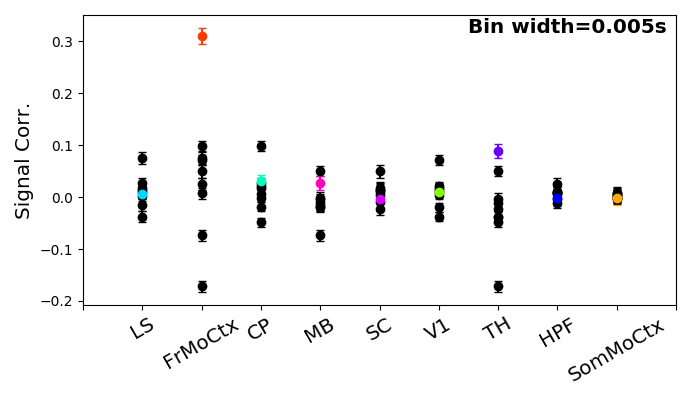 Bin width=0.005s
Signal Corr.
0.3
0.2
0.1
0.0
−0.1
−0.2
LS
FrMoCtx
CP
MB
SC
V1
TH
HPF
SomMoCtx